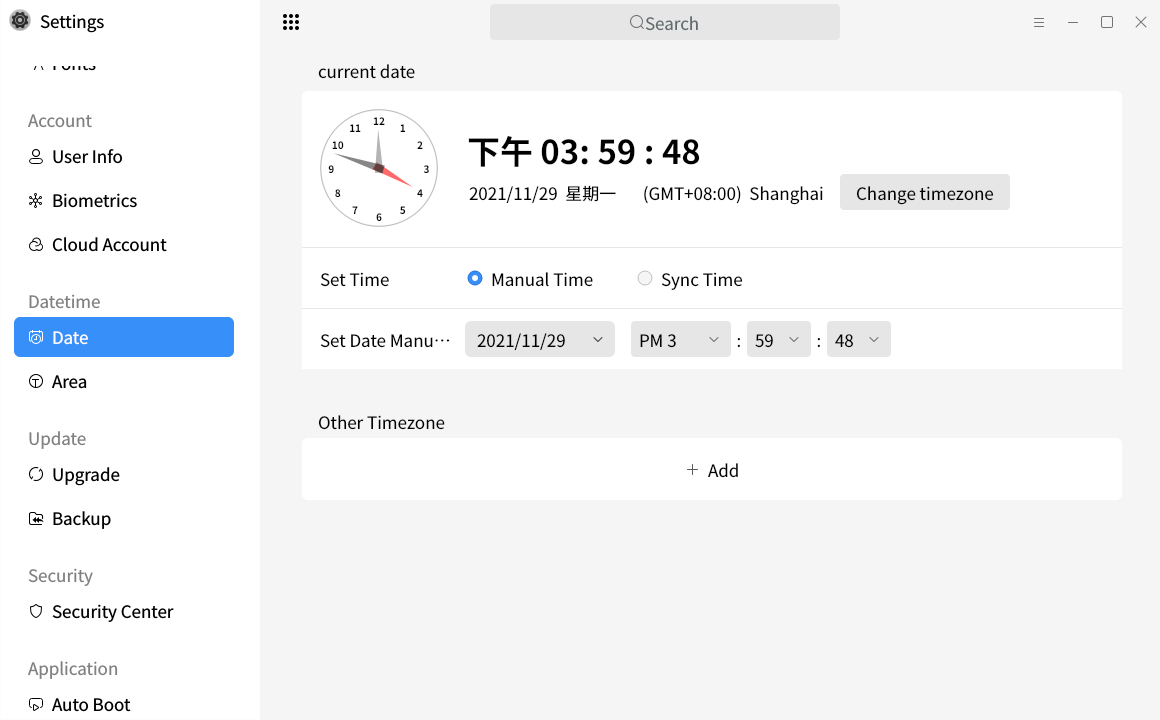 Settings
Search
Fonts
Account
User Info
Biometrics
Cloud Account
Datetime
Date
Area
Update
Upgrade
Backup
Security
Security Center
Application
Auto Boot
current date
12
1
2
3
4
5
6
7
8
9
10
11
下午 03: 59 : 48
2021/11/29 星期一 (GMT+08:00) Shanghai Change timezone
Set Time Manual Time Sync Time
Set Date Manu··· 2021/11/29 PM 3 : 59 : 48
Other Timezone
+ Add